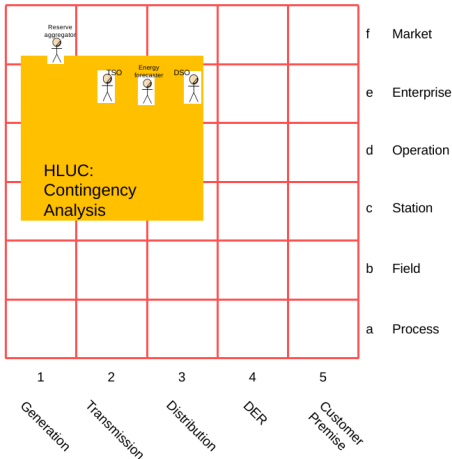 Reserve
aggregator
f Market
TSO
Energy
forecaster
DSO
e Enterprise
d Operation
HLUC:
Contingency
Analysis
c Station
b Field
a Process
1 2 3 4 5
Generation
Transmission
Distribution
DER
Customer
Premise